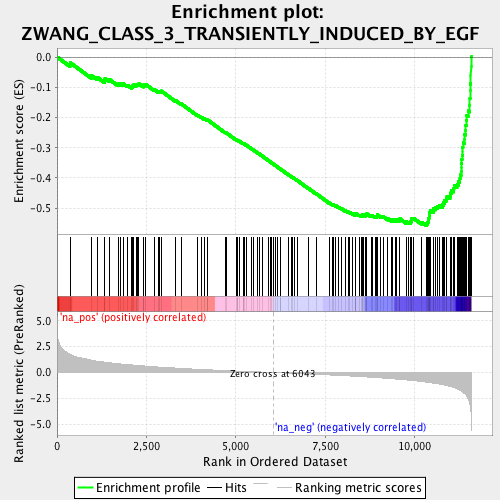 Enrichment plot:
ZWANG_CLASS_3_TRANSIENTLY_INDUCED_BY_EGF
Enrichment score (ES)
0.0
-0.1
-0.2
-0.3
-0.4
-0.5
Ranked list metric (PreRanked)
'na_pos' (positively correlated)
5.0
2.5
0.0
-2.5
-5.0
Zero cross at 6043
'na_neg' (negatively correlated)
0
2,500
5,000
7,500
10,000
Rank in Ordered Dataset
Enrichment profile
Hits
Ranking metric scores